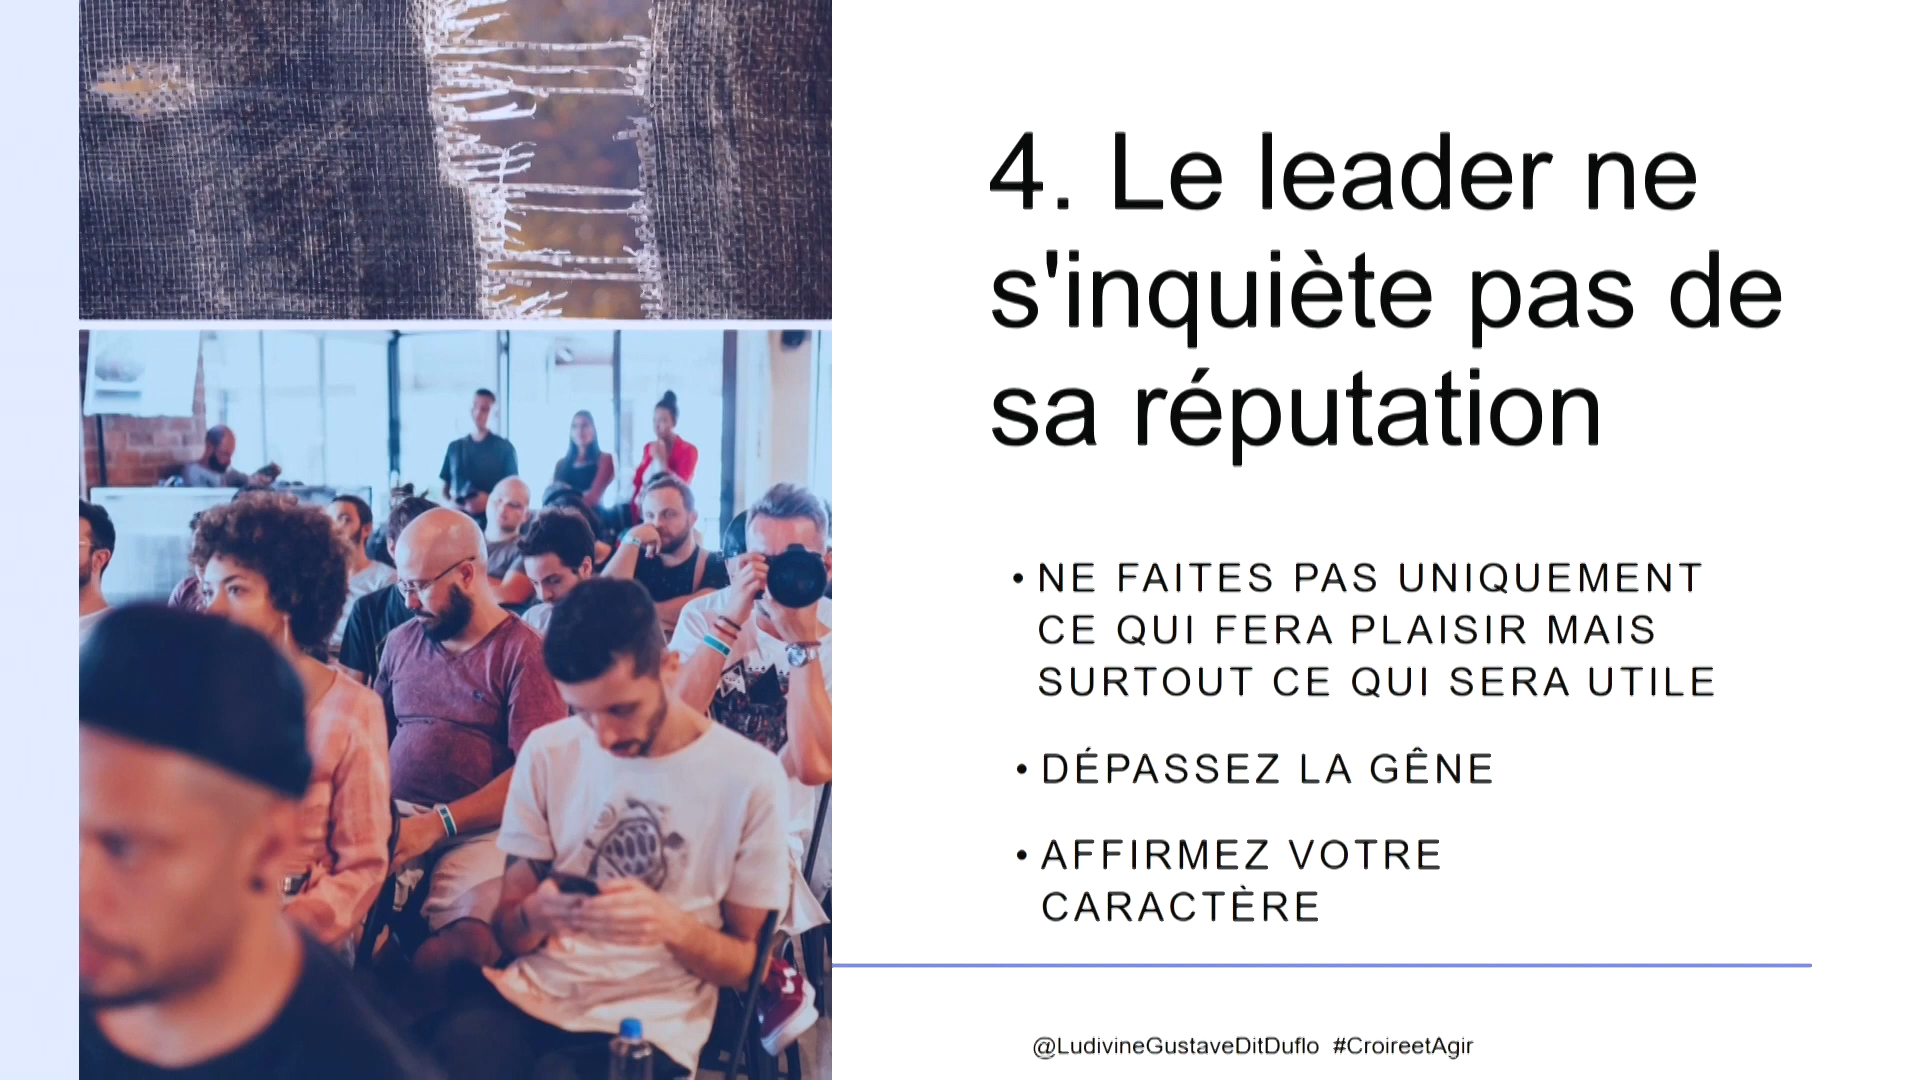 4. Le leader ne
s'inquiète pas de
sa réputation
• NE FAITES PAS UNIQUEMENT
CE QUI FERA PLAISIR MAIS
SURTOUT CE QUI SERA UTILE
• DÉPASSEZ LA GÊNE
• AFFIRMEZ VOTRE
CARACTÈRE
@LudivineGustaveDitDuflo #CroireetAgir